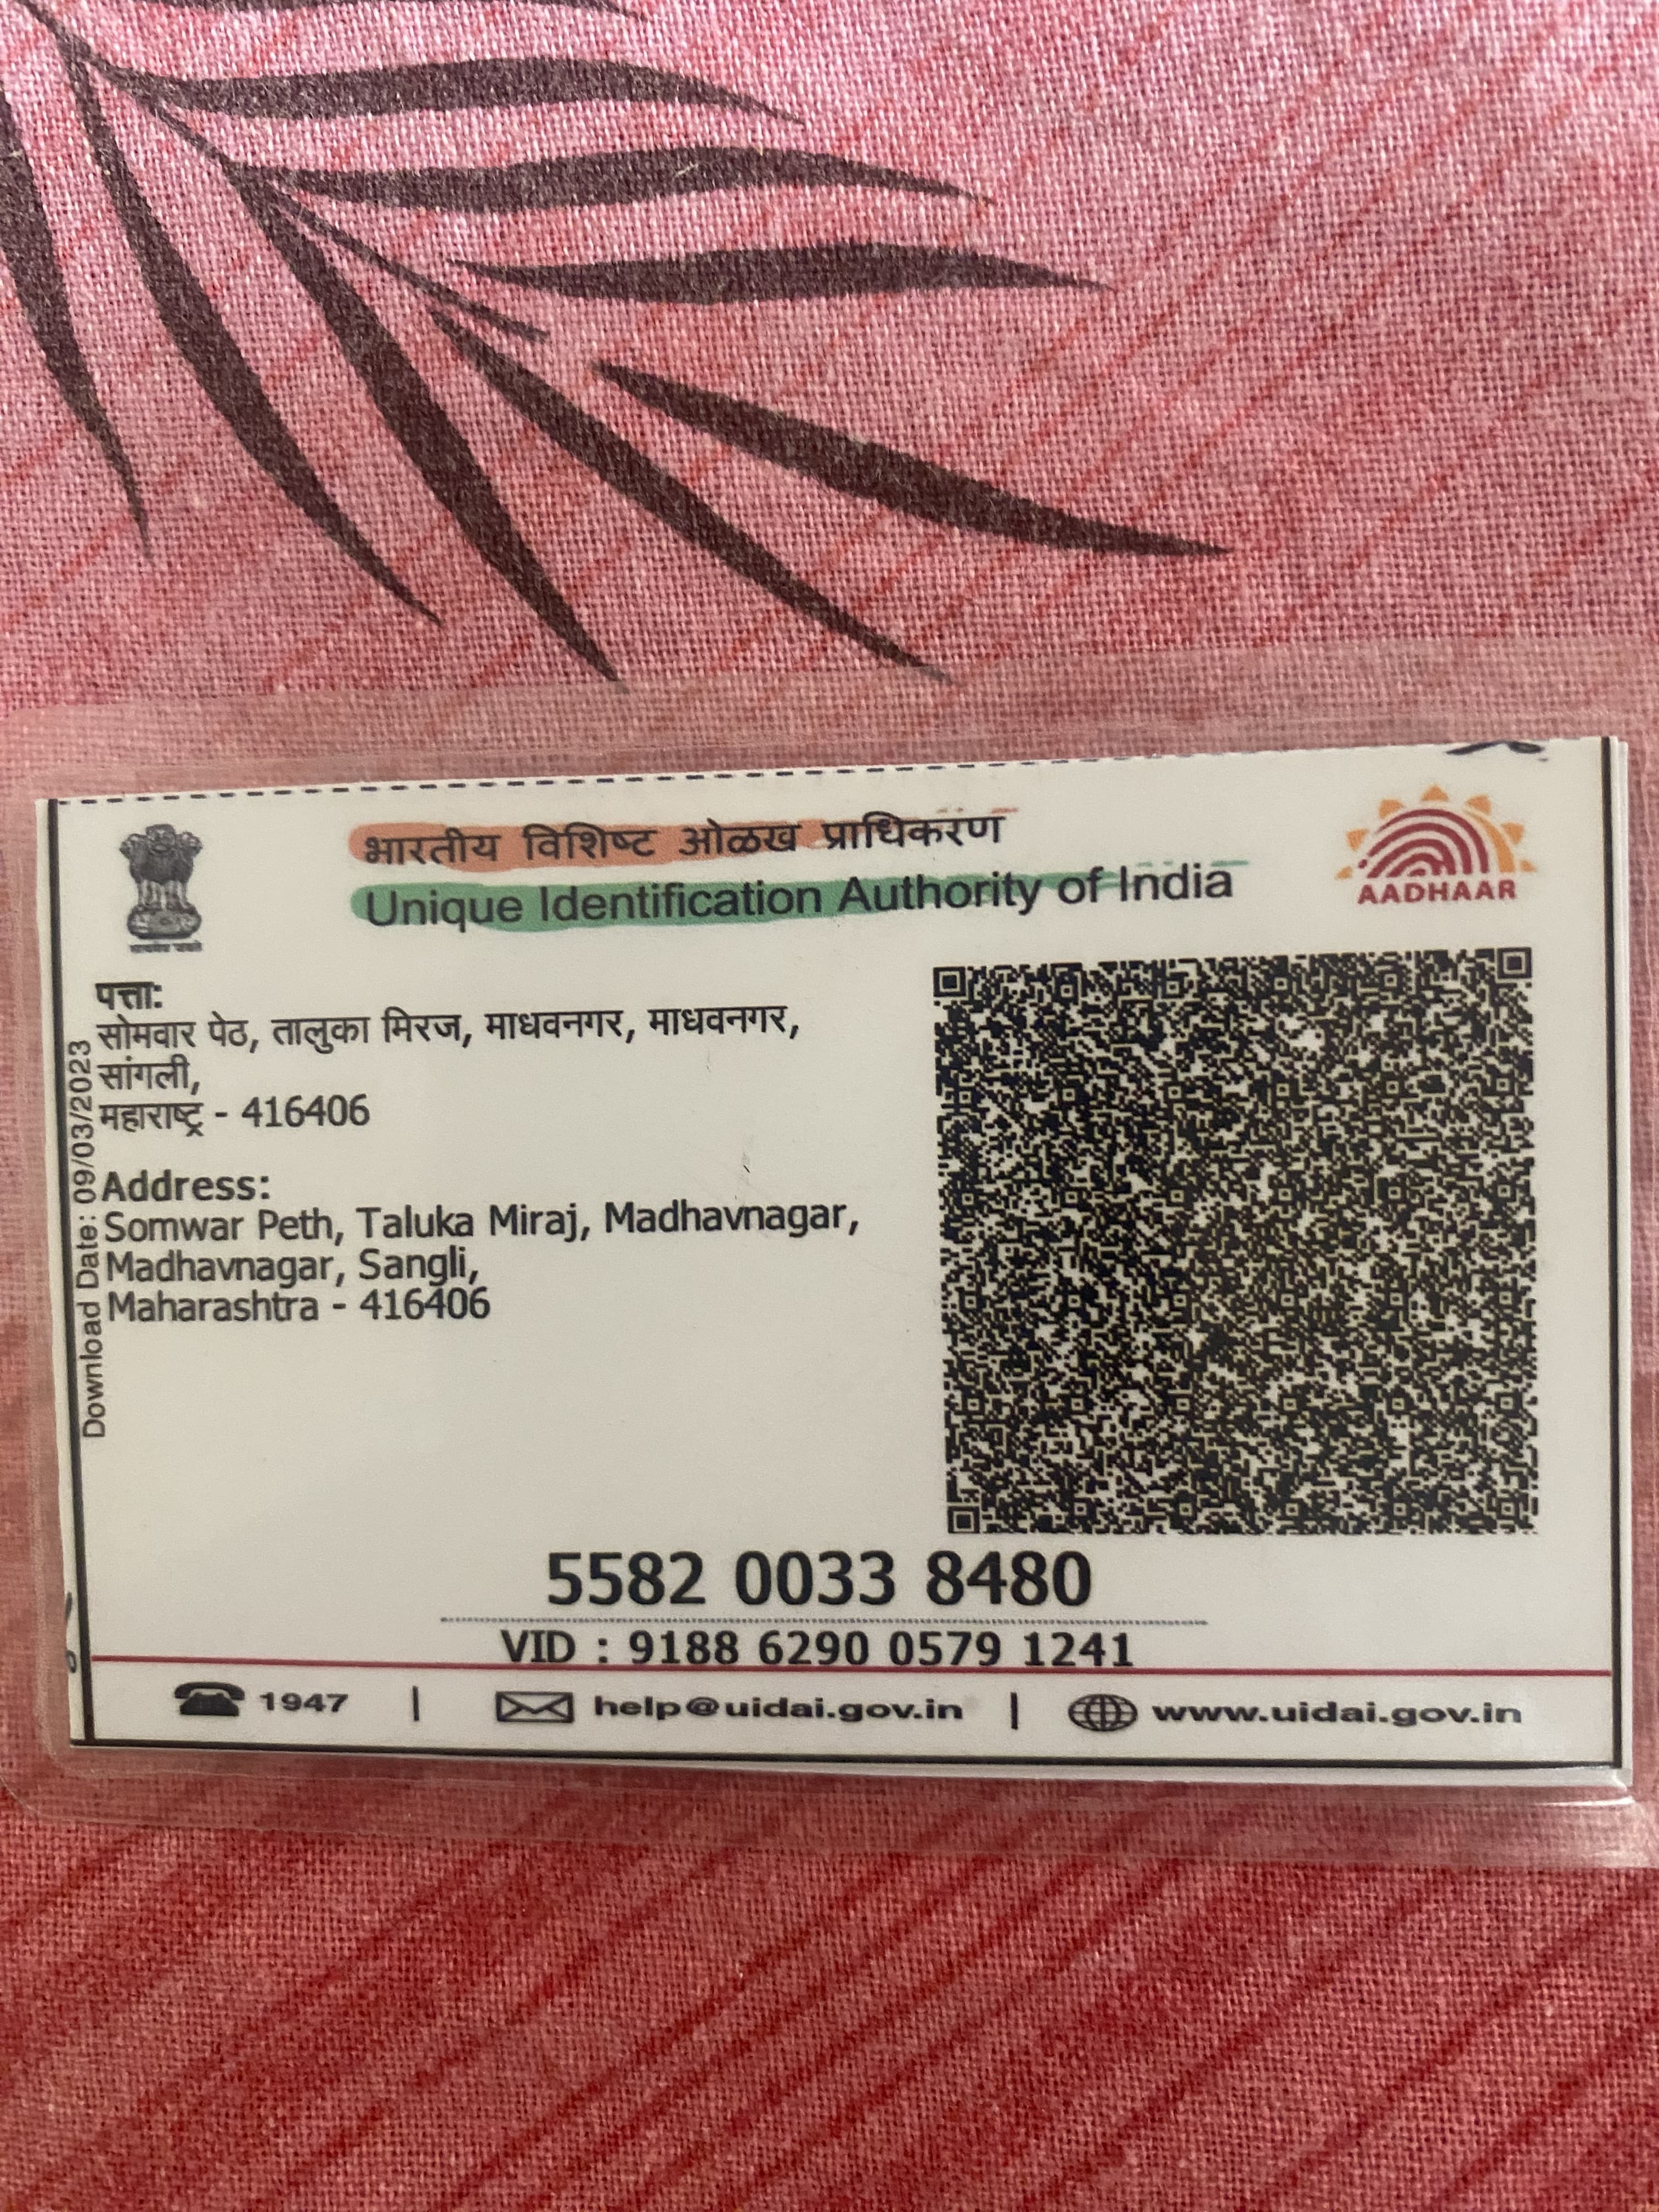 भारतीय विशिष्ट ओळख प्राधिकरण
Unique Identification Authority of India
AADHAAR
पत्ता:
सोमवार पेठ, तालुका मिरज, माधवनगर, माधवनगर,
सांगली,
महाराष्ट्र - 416406
Address:
Somwar Peth, Taluka Miraj, Madhavnagar,
Madhavnagar, Sangli,
Maharashtra - 416406
Download Date: 09/03/2023
5582 0033 8480
VID : 9188 6290 0579 1241
1947 | help@uidai.gov.in | www.uidai.gov.in